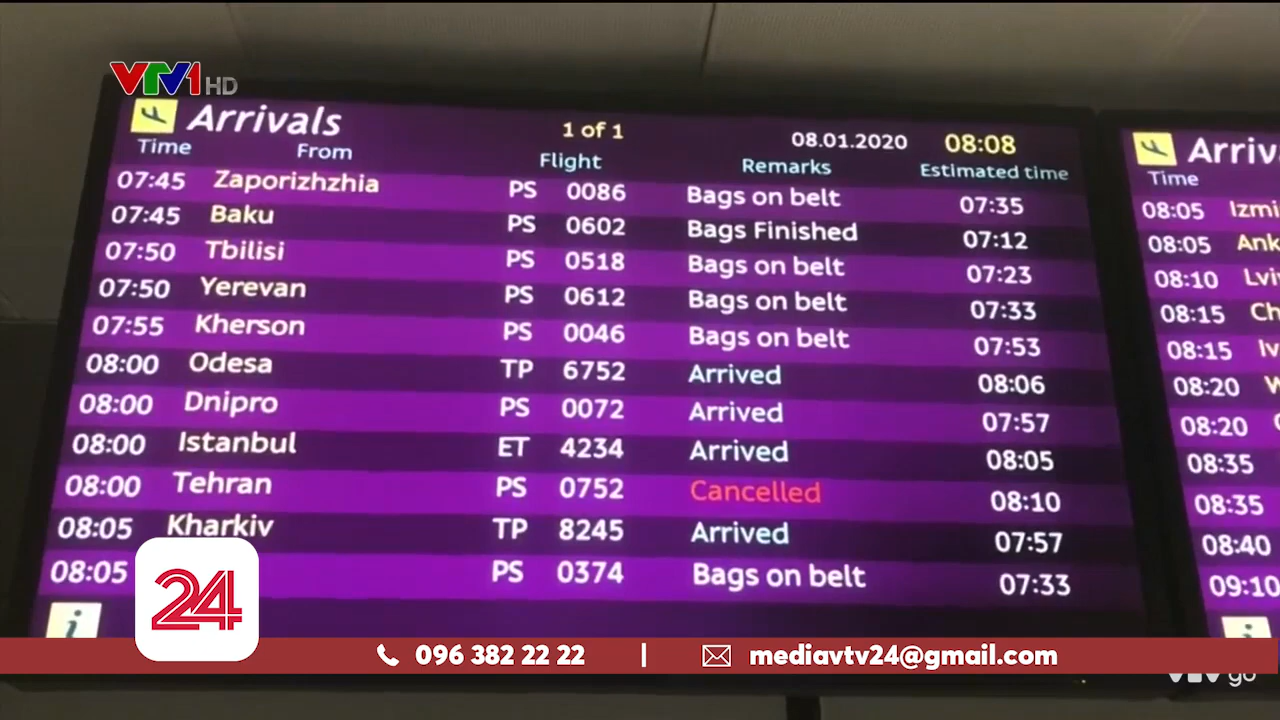 VTV1 HD
Arrivals 1 of 1 08.01.2020 08:08
Time From Flight Remarks Estimated time
07:45 Zaporizhzhia PS 0086 Bags on belt 07:35
07:45 Baku PS 0602 Bags Finished 07:12
07:50 Tbilisi PS 0518 Bags on belt 07:23
07:50 Yerevan PS 0612 Bags on belt 07:33
07:55 Kherson PS 0046 Bags on belt 07:53
08:00 Odesa TP 6752 Arrived 08:06
08:00 Dnipro PS 0072 Arrived 07:57
08:00 Istanbul ET 4234 Arrived 08:05
08:00 Tehran PS 0752 Cancelled 08:10
08:05 Kharkiv TP 8245 Arrived 07:57
08:05 PS 0374 Bags on belt 07:33
i
Time
08:05
08:05
08:10
08:15
08:15
08:20
08:20
08:35
08:35
08:40
09:10
24
096 382 22 22 | mediavtv24@gmail.com
go